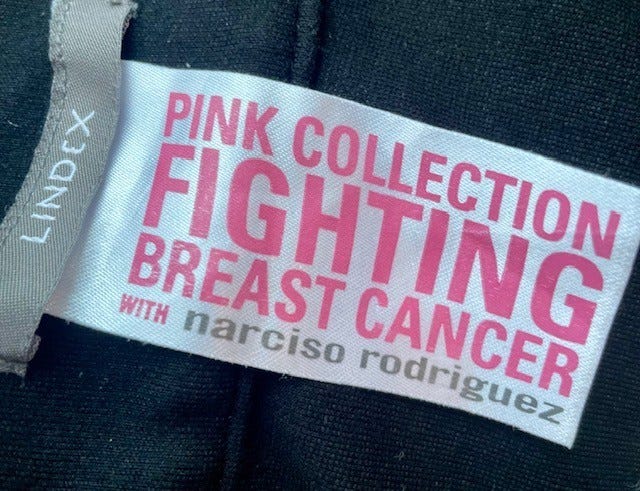 LINDEX
PINK COLLECTION
FIGHTING
BREAST CANCER
WITH narciso rodriguez